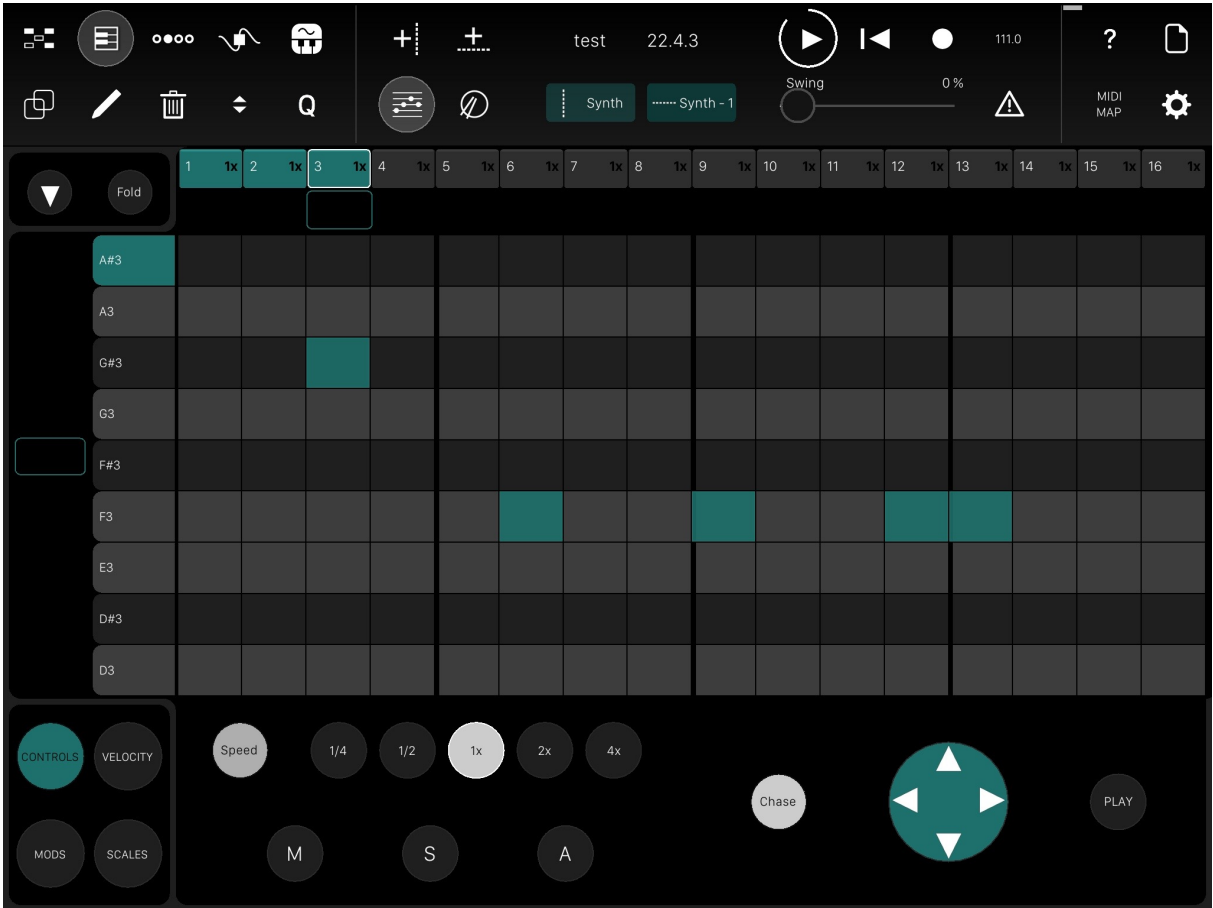 test 22.4.3
111.0
?
Q
Synth
Synth - 1
Swing 0 %
MIDI
MAP
Fold
1 1x 2 1x 3 1x 4 1x 5 1x 6 1x 7 1x 8 1x 9 1x 10 1x 11 1x 12 1x 13 1x 14 1x 15 1x 16 1x
A#3
A3
G#3
G3
F#3
F3
E3
D#3
D3
CONTROLS VELOCITY
MODS SCALES
Speed 1/4 1/2 1x 2x 4x
M S A
Chase
PLAY